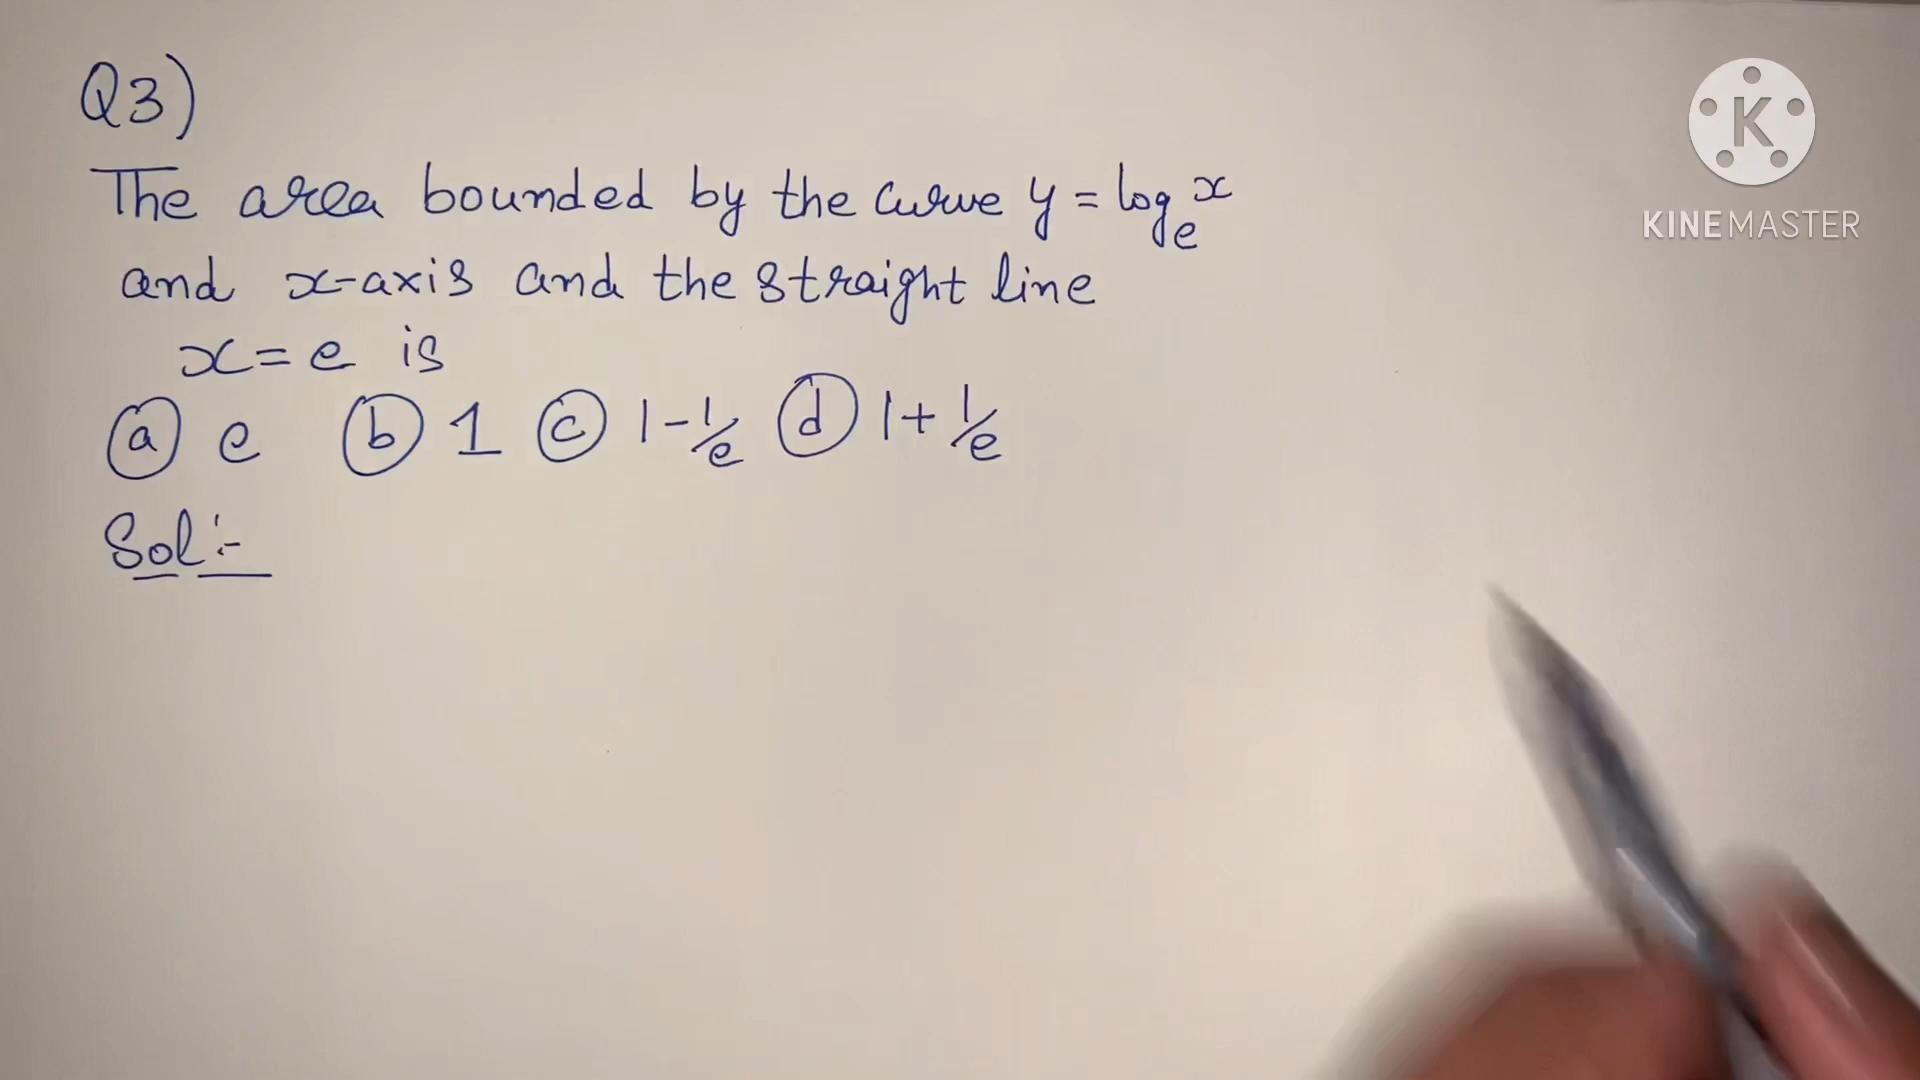 Q3)
The area bounded by the curve y = logₑx
and x-axis and the straight line
x = e is
ⓐ e ⓑ 1 ⓒ 1 - 1/e ⓓ 1 + 1/e
Sol :-
K
KINEMASTER